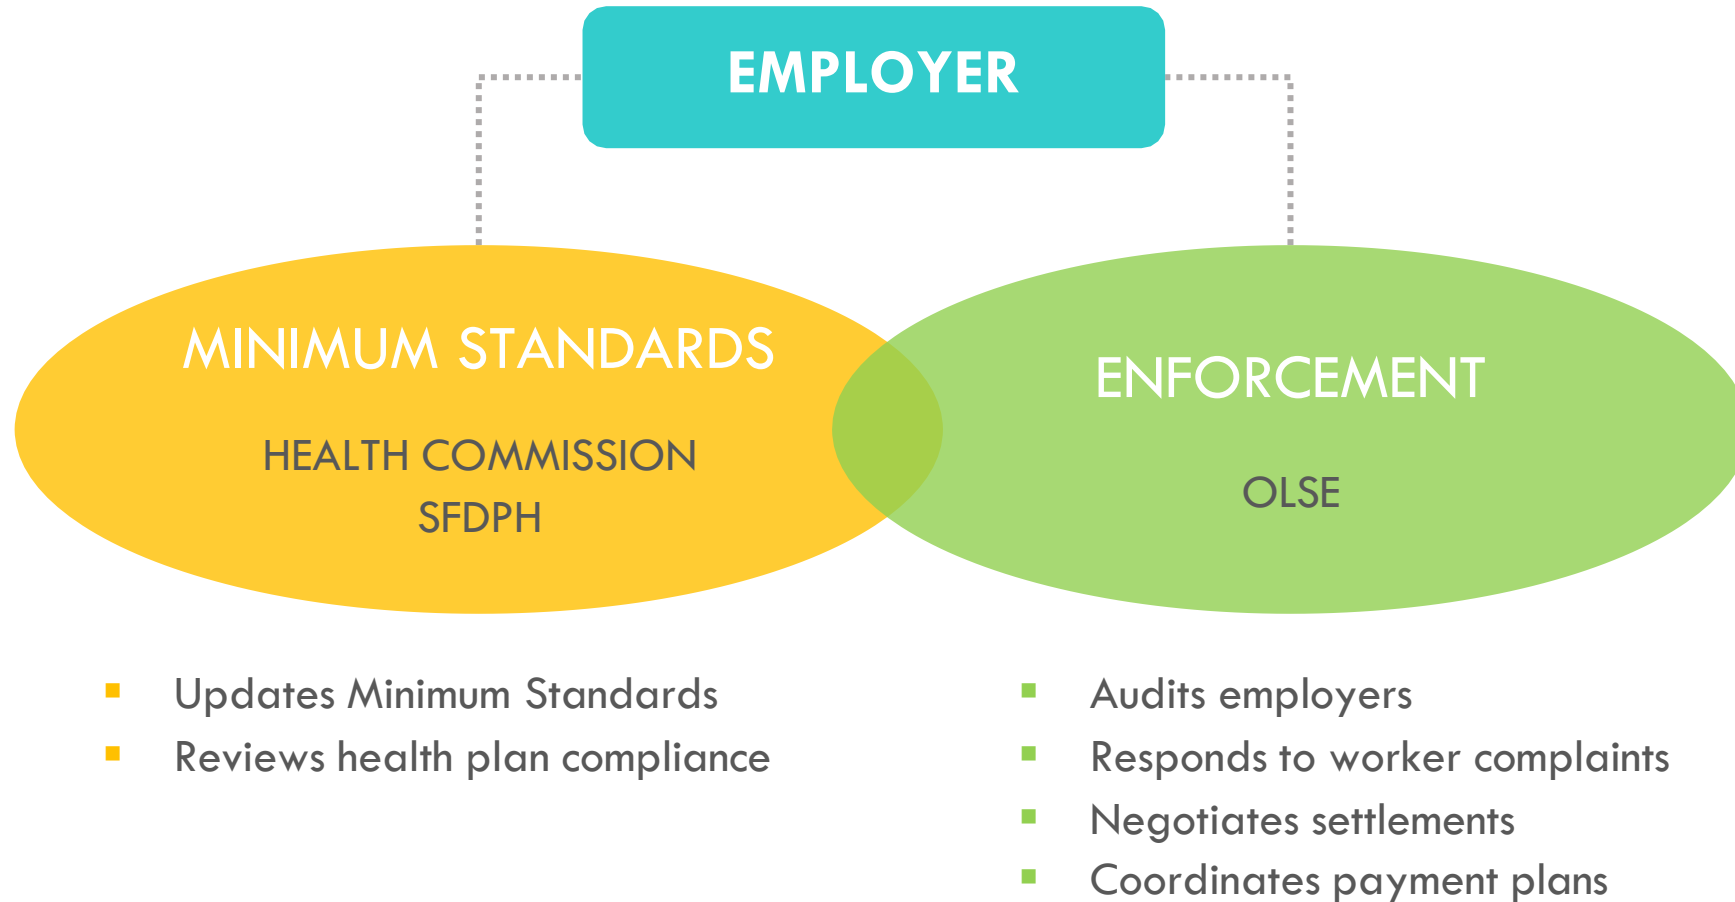 EMPLOYER
MINIMUM STANDARDS
HEALTH COMMISSION
SFDPH
ENFORCEMENT
OLSE
Updates Minimum Standards
Reviews health plan compliance
Audits employers
Responds to worker complaints
Negotiates settlements
Coordinates payment plans